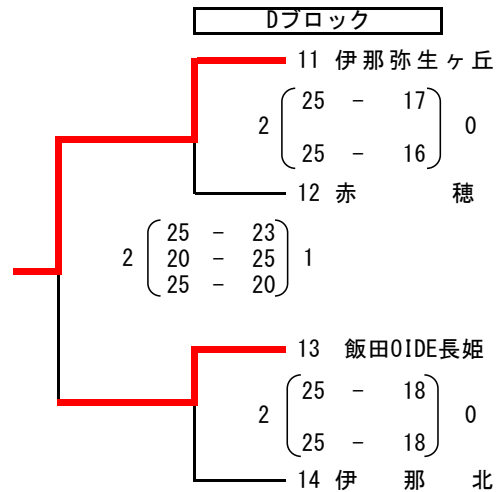 Dブロック
11 伊那弥生ヶ丘
25 － 17
2 0
25 － 16
12 赤 穂
25 － 23
2 20 － 25 1
25 － 20
13 飯田OIDE長姫
25 － 18
2 0
25 － 18
14 伊 那 北